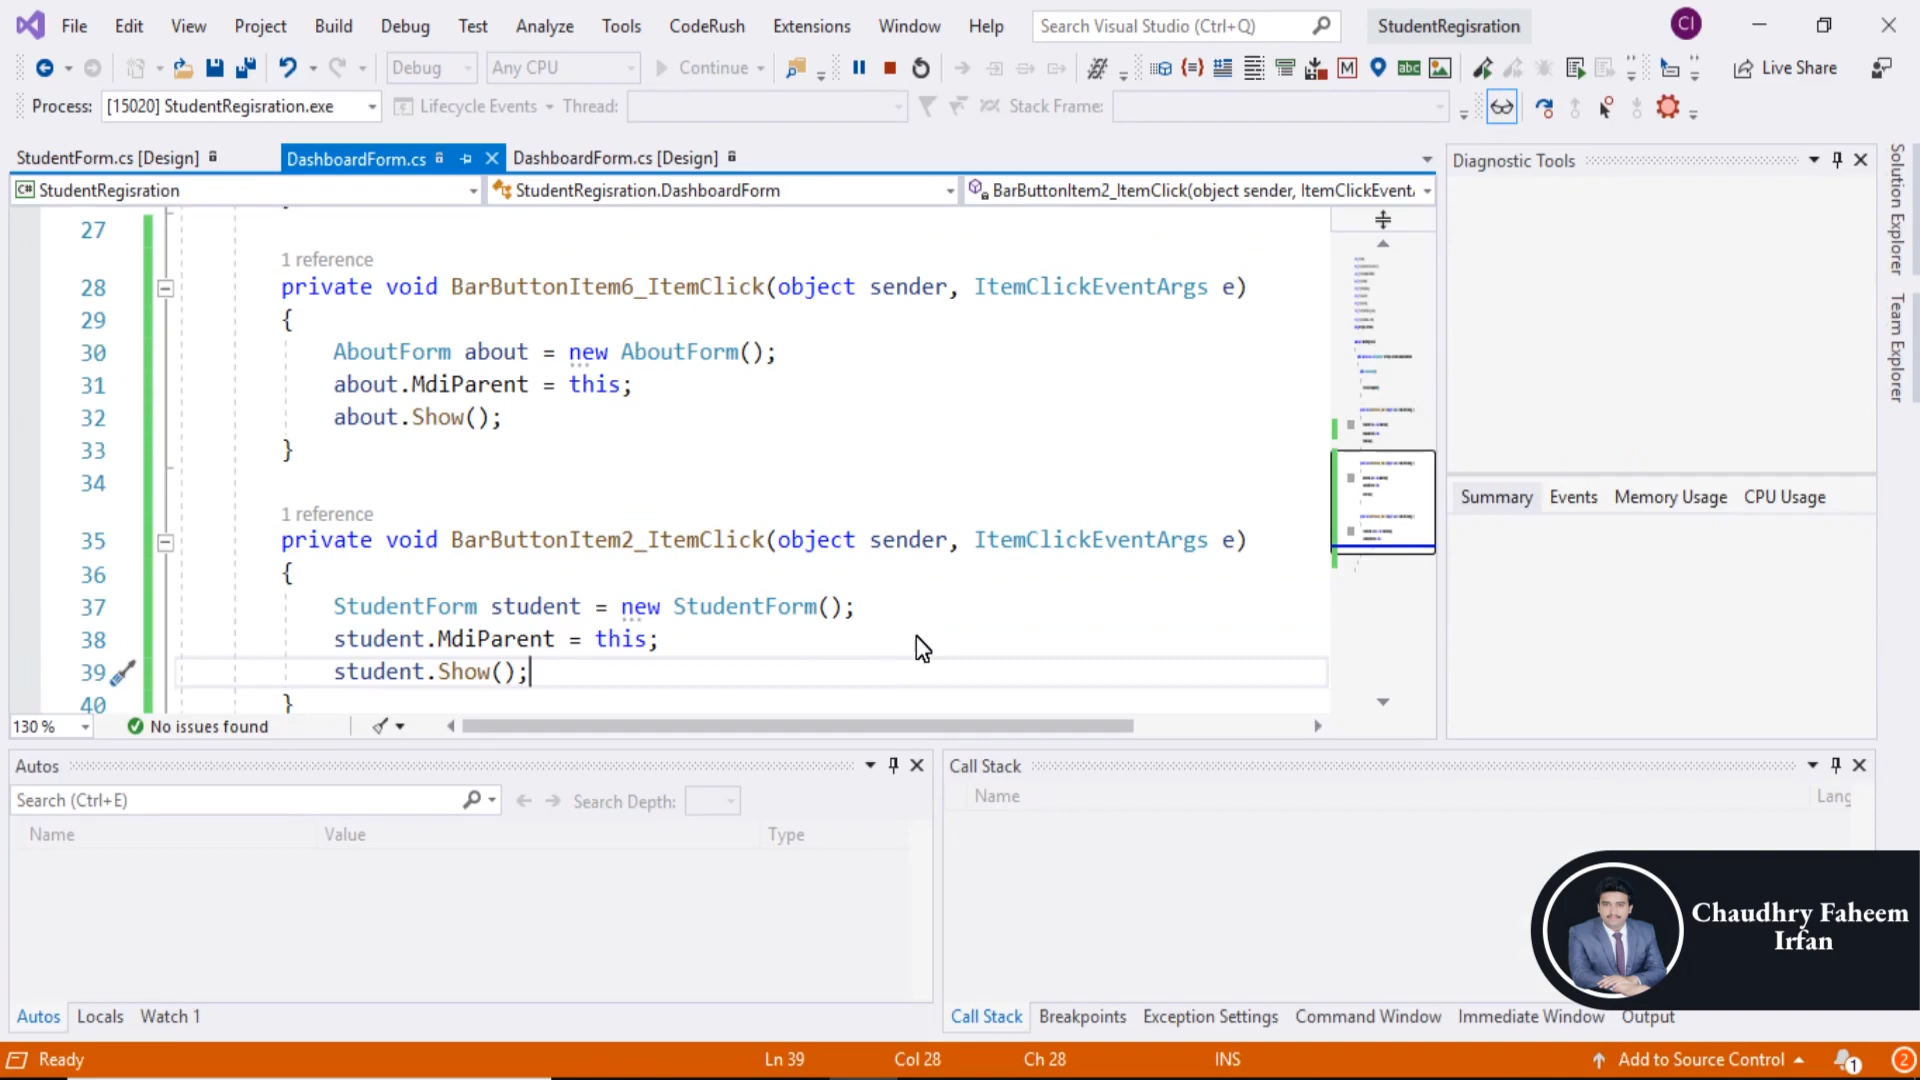 File Edit View Project Build Debug Test Analyze Tools CodeRush Extensions Window Help Search Visual Studio (Ctrl+Q) StudentRegisration CI
Debug Any CPU Continue abc Live Share
Process: [15020] StudentRegisration.exe Lifecycle Events Thread: Stack Frame:
StudentForm.cs [Design] DashboardForm.cs DashboardForm.cs [Design]
C# StudentRegisration StudentRegisration.DashboardForm BarButtonItem2_ItemClick(object sender, ItemClickEventA
27
1 reference
28 private void BarButtonItem6_ItemClick(object sender, ItemClickEventArgs e)
29 {
30 AboutForm about = new AboutForm();
31 about.MdiParent = this;
32 about.Show();
33 }
34
1 reference
35 private void BarButtonItem2_ItemClick(object sender, ItemClickEventArgs e)
36 {
37 StudentForm student = new StudentForm();
38 student.MdiParent = this;
39 student.Show();
40 }
130 % No issues found
Diagnostic Tools
Summary Events Memory Usage CPU Usage
Solution Explorer
Team Explorer
Autos
Search (Ctrl+E) Search Depth:
Name Value Type
Autos Locals Watch 1
Call Stack
Name Lang
Chaudhry Faheem
Irfan
Call Stack Breakpoints Exception Settings Command Window Immediate Window Output
Ready Ln 39 Col 28 Ch 28 INS Add to Source Control 1 2